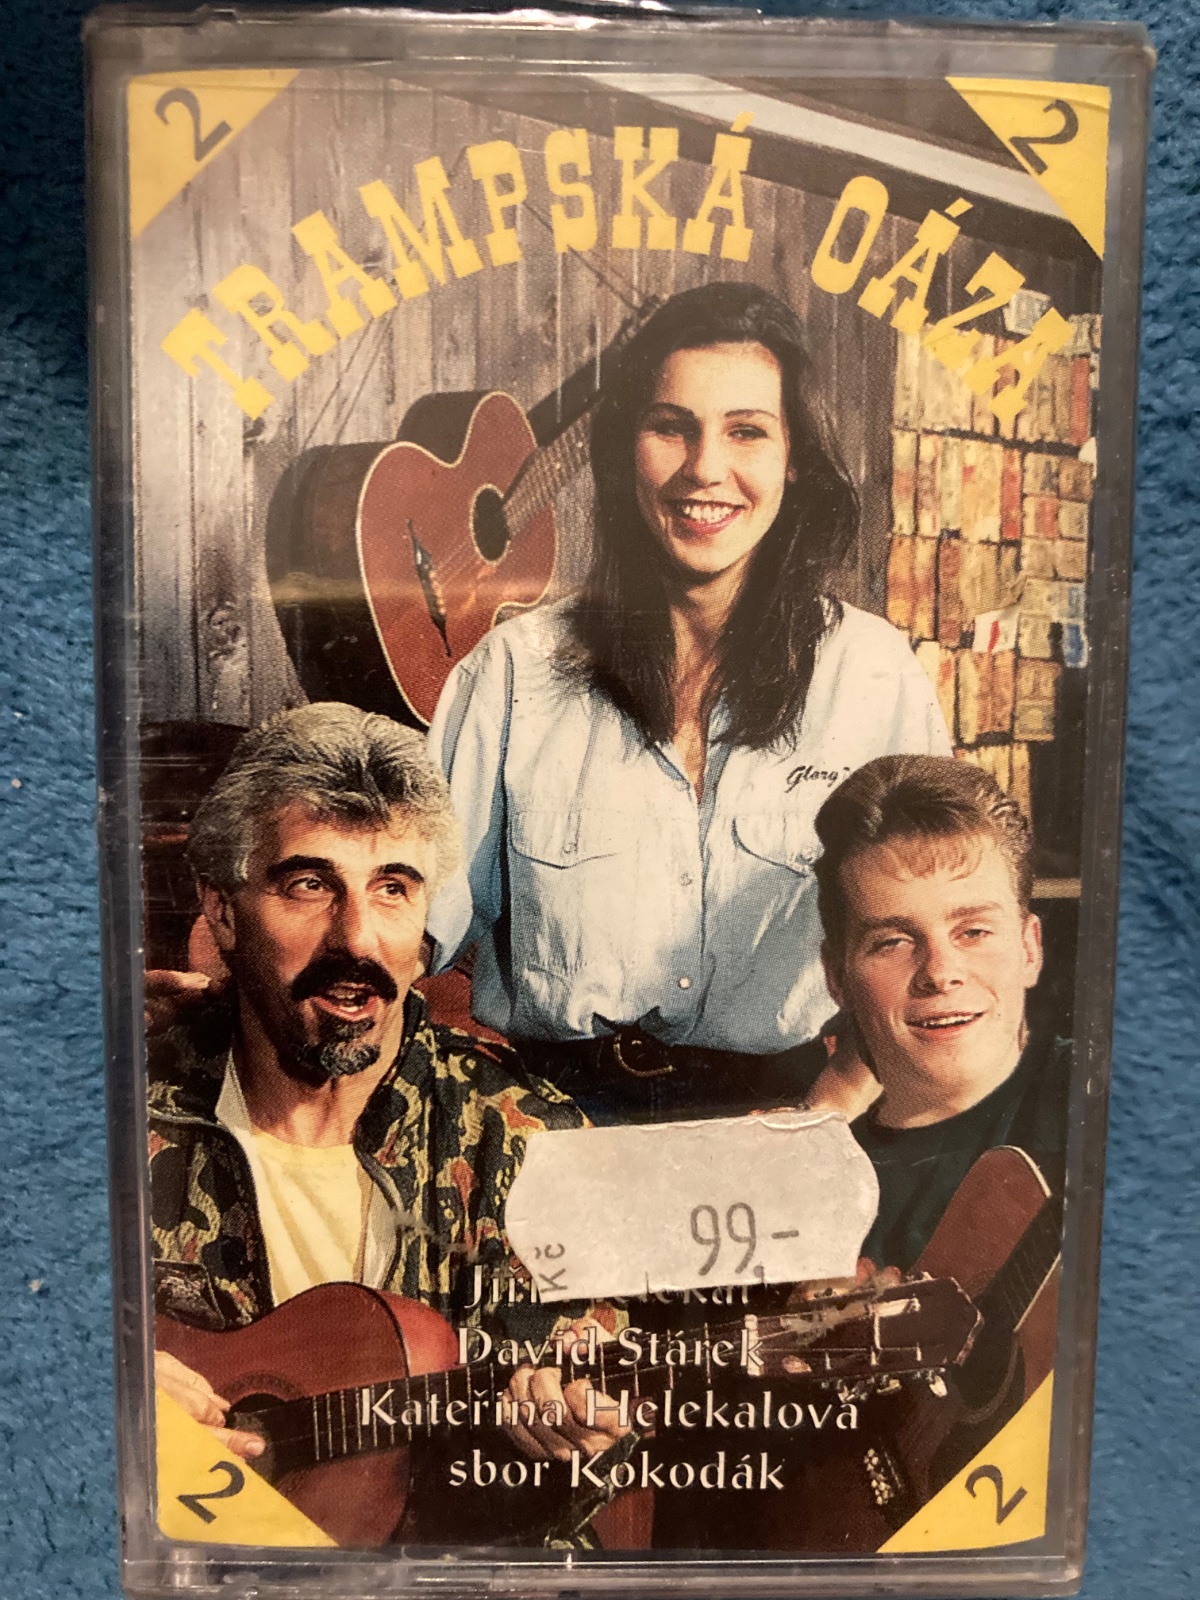 2
2
TRAMPSKÁ OÁZA
99,-
Kč
David Stárek
Kateřina Helekalová
sbor Kokodák
2
2